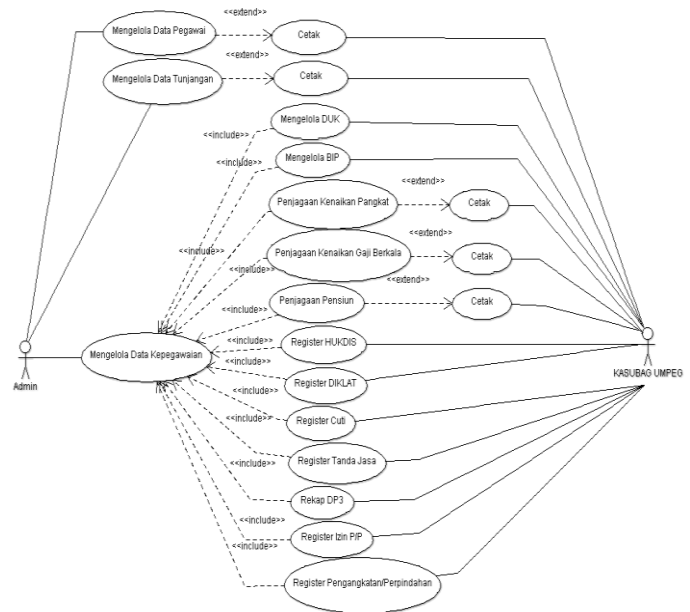 <<extend>>
Mengelola Data Pegawai
Cetak
<<extend>>
Mengelola Data Tunjangan
Cetak
Mengelola DUK
<<include>>
<<include>>
Mengelola BIP
Penjagaan Kenaikan Pangkat
<<extend>>
Cetak
<<include>>
Penjagaan Kenaikan Gaji Berkala
<<extend>>
Cetak
<<include>>
<<extend>>
Penjagaan Pensiun
Cetak
<<include>>
Register HUKDIS
<<include>>
Mengelola Data Kepegawaian
<<include>>
Admin
KASUBAG UMPEG
Register DIKLAT
<<include>>
Register Cuti
<<include>>
Register Tanda Jasa
<<include>>
Rekap DP3
<<include>>
Register Izin P/P
<<include>>
Register Pengangkatan/Perpindahan